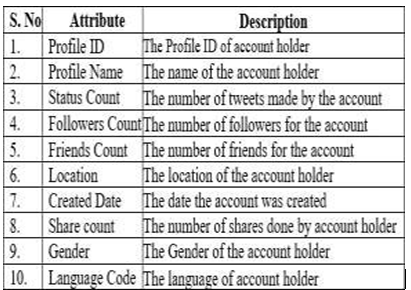 S. No Attribute Description
1. Profile ID The Profile ID of account holder
2. Profile Name The name of the account holder
3. Status Count The number of tweets made by the account
4. Followers Count The number of followers for the account
5. Friends Count The number of friends for the account
6. Location The location of the account holder
7. Created Date The date the account was created
8. Share count The number of shares done by account holder
9. Gender The Gender of the account holder
10. Language Code The language of account holder